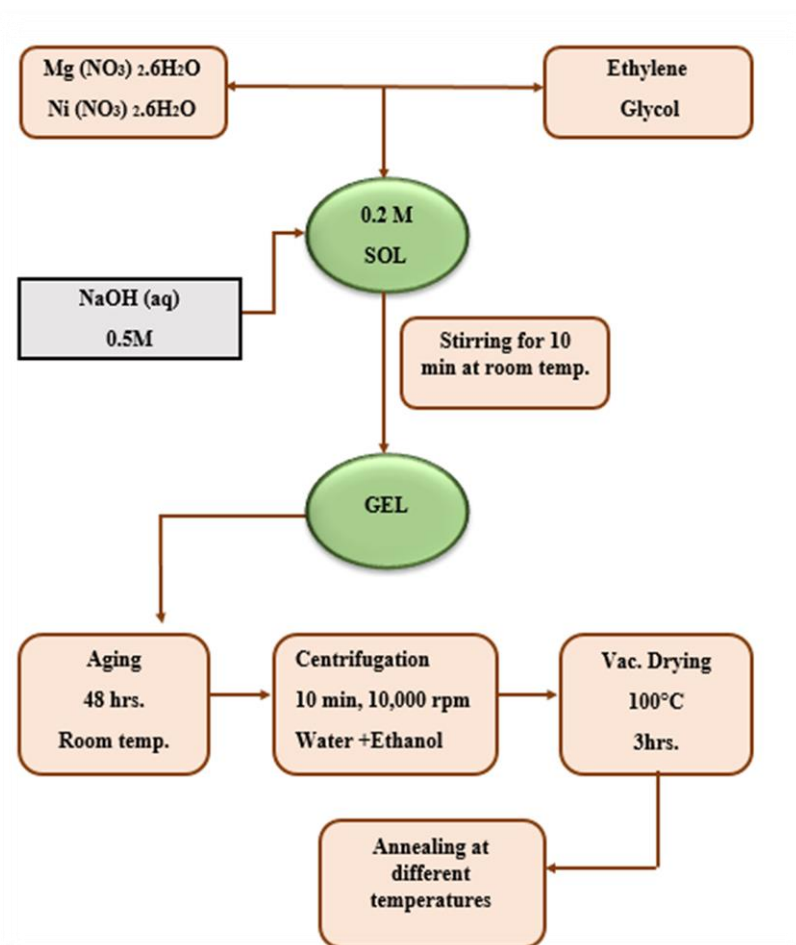 Mg (NO3) 2.6H2O
Ni (NO3) 2.6H2O
Ethylene
Glycol
0.2 M
SOL
NaOH (aq)
0.5M
Stirring for 10
min at room temp.
GEL
Aging
48 hrs.
Room temp.
Centrifugation
10 min, 10,000 rpm
Water +Ethanol
Vac. Drying
100°C
3hrs.
Annealing at
different
temperatures